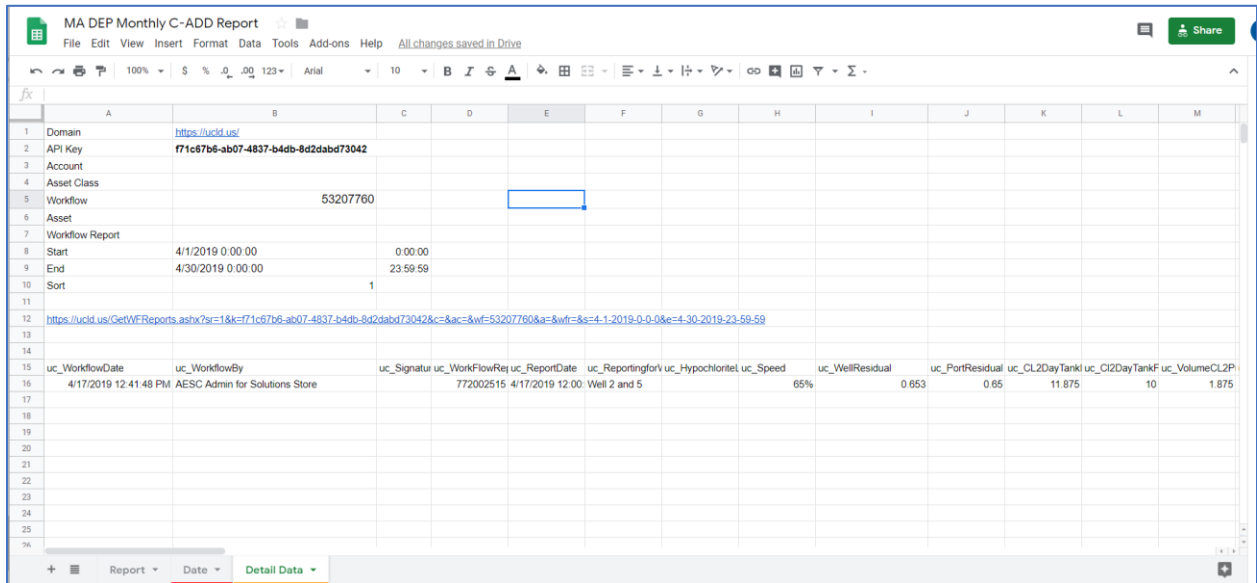 MA DEP Monthly C-ADD Report
File Edit View Insert Format Data Tools Add-ons Help All changes saved in Drive
Share
100% $ % .0 .00 123 Arial 10 B I S A
fx
A B C D E F G H I J K L M
1 Domain https://ucld.us/
2 API Key f71c67b6-ab07-4837-b4db-8d2dabd73042
3 Account
4 Asset Class
5 Workflow 53207760
6 Asset
7 Workflow Report
8 Start 4/1/2019 0:00:00 0:00:00
9 End 4/30/2019 0:00:00 23:59:59
10 Sort 1
11
12 https://ucld.us/GetWFReports.ashx?sr=1&k=f71c67b6-ab07-4837-b4db-8d2dabd73042&c=&ac=&wf=53207760&a=&wfr=&s=4-1-2019-0-0-0&e=4-30-2019-23-59-59
13
14
15 uc_WorkflowDate uc_WorkflowBy uc_Signatur uc_WorkFlowRep uc_ReportDate uc_ReportingforW uc_HypochloriteL uc_Speed uc_WellResidual uc_PortResidual uc_CL2DayTankI uc_Cl2DayTankF uc_VolumeCL2P
16 4/17/2019 12:41:48 PM AESC Admin for Solutions Store 772002515 4/17/2019 12:00: Well 2 and 5 65% 0.653 0.65 11.875 10 1.875
17
18
19
20
21
22
23
24
25
26
Report Date Detail Data